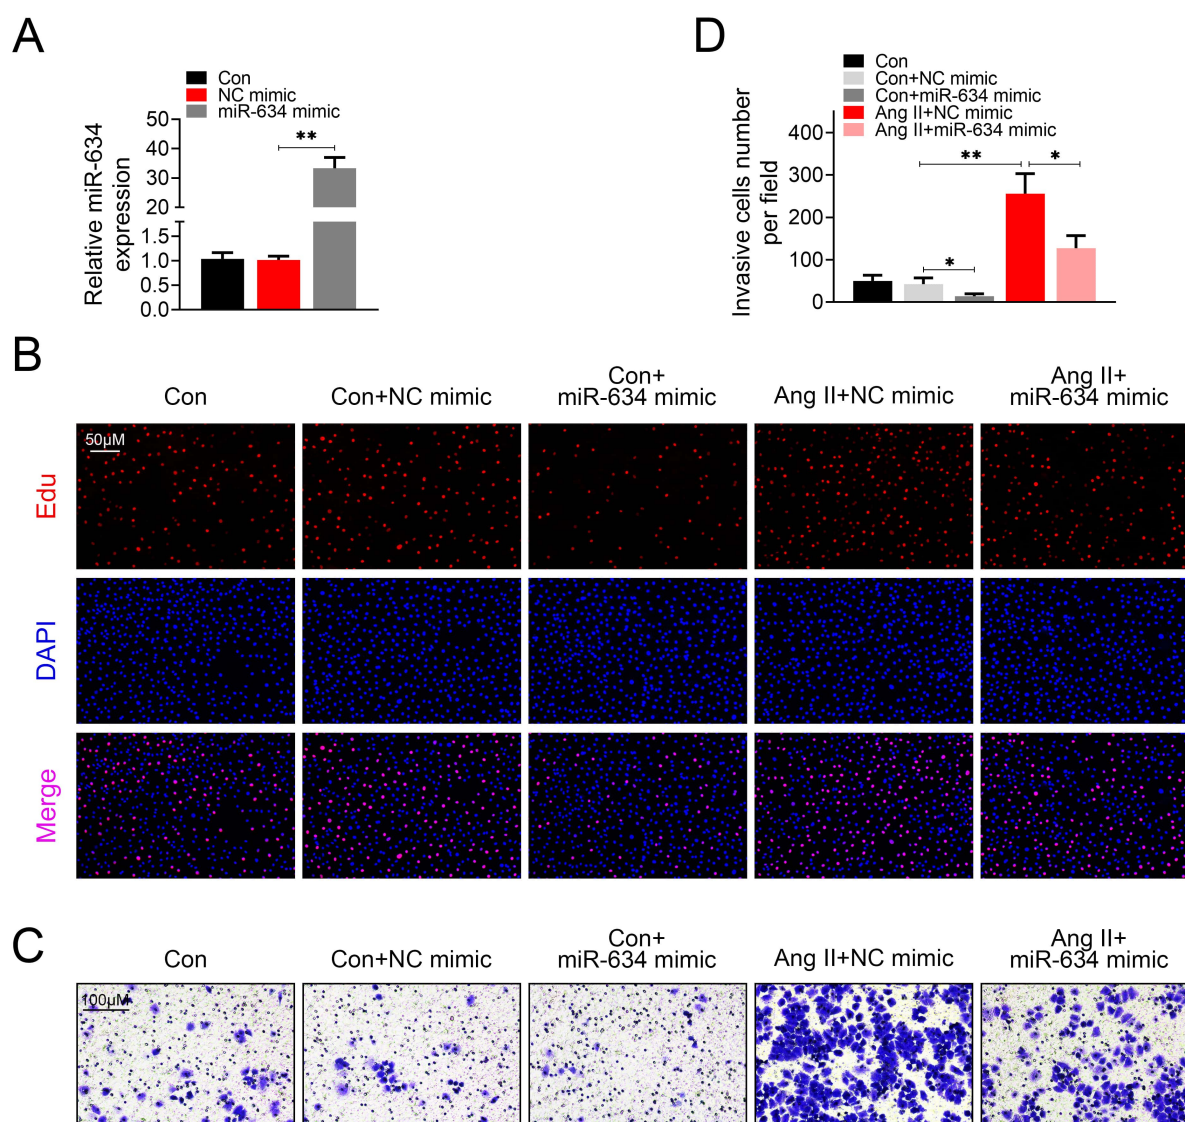 A
Con
NC mimic
miR-634 mimic
Relative miR-634
expression
50
40
30
20
1.5
1.0
0.5
0.0
**
D
Con
Con+NC mimic
Con+miR-634 mimic
Ang II+NC mimic
Ang II+miR-634 mimic
Invasive cells number
per field
400
300
200
100
0
**
*
*
B
Con
Con+NC mimic
Con+
miR-634 mimic
Ang II+NC mimic
Ang II+
miR-634 mimic
50μM
Edu
DAPI
Merge
C
Con
Con+NC mimic
Con+
miR-634 mimic
Ang II+NC mimic
Ang II+
miR-634 mimic
100μM